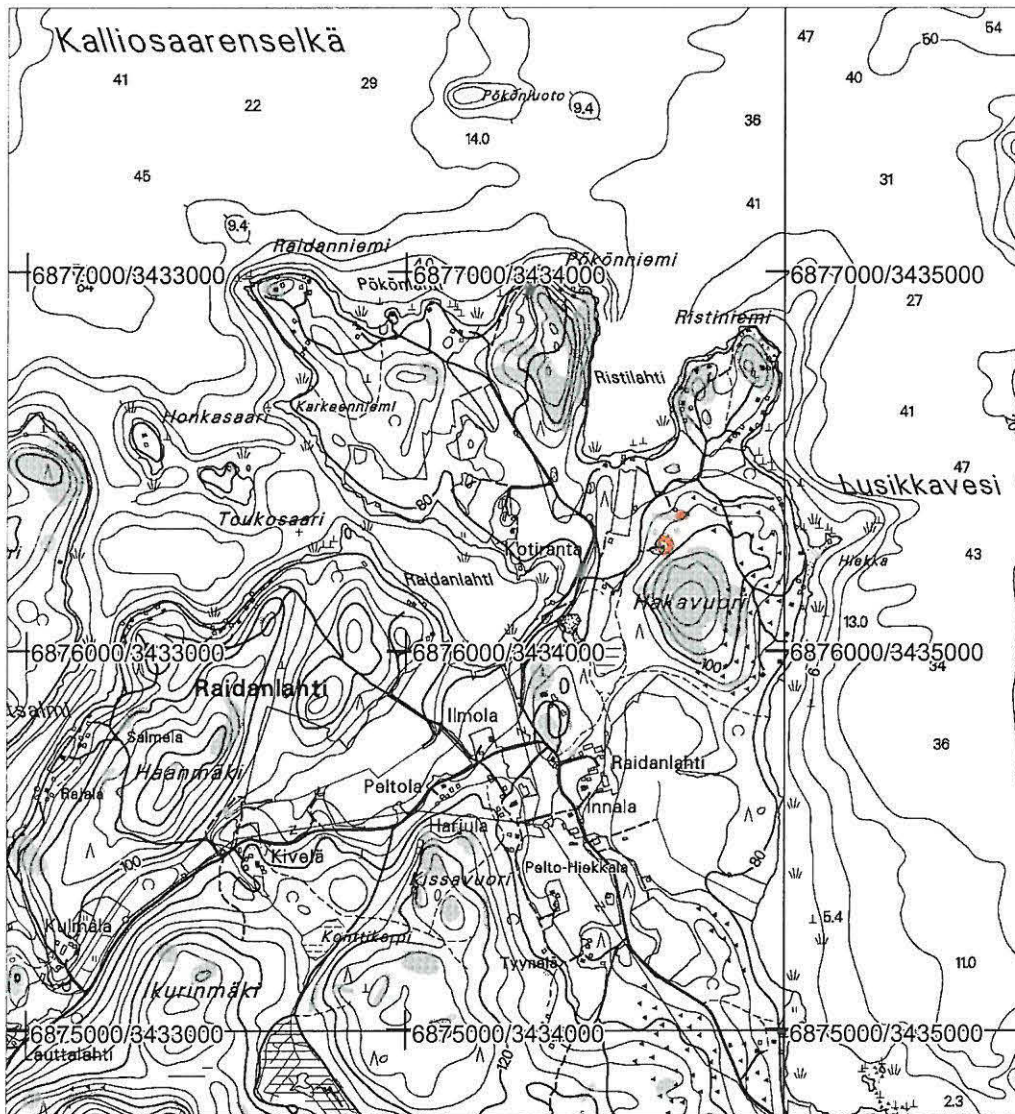 Kalliosaarenselkä
47
54
50
41
29
40
22
Pökönluoto
9.4
36
14.0
45
31
41
9.4
Raidanniemi
Pökönniemi
6877000/3433000
6877000/3434000
6877000/3435000
27
Ristiniemi
Ristilahti
Karkeenniemi
Honkasaari
41
47
Lusikkavesi
80
Toukosaari
Kotiranta
43
Hiekka
Raidanlahti
Hakavuori
13.0
6876000/3433000
6876000/3434000
6876000/3435000
100
34
Raidanlahti
Ilmola
36
Salmela
Haanmäki
Raidanlahti
Rajala
Peltola
Innala
Harjula
100
Kivelä
Kissavuori
Pelto-Hiekkala
80
5.4
Kulmala
Konttikorpi
Tyynelä
11.0
kurinmäki
6875000/3433000
6875000/3434000
6875000/3435000
Lauttalahti
120
2.3